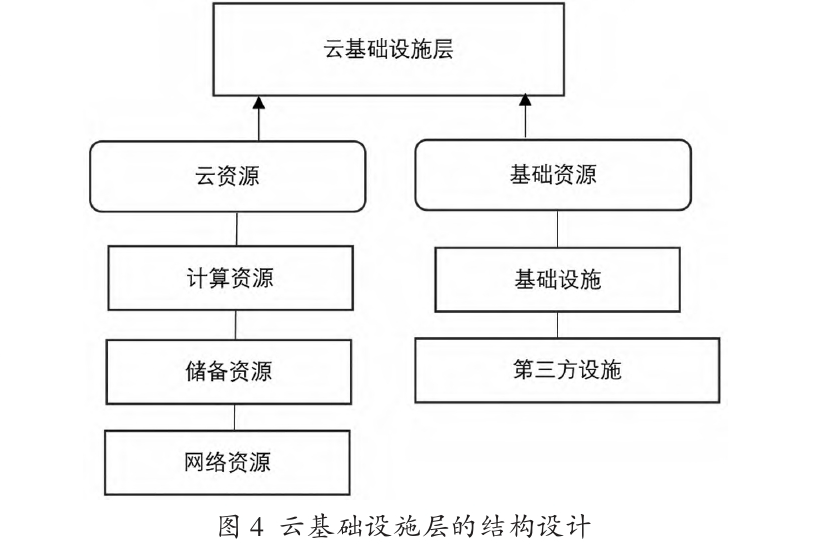 云基础设施层
云资源
基础资源
计算资源
基础设施
储备资源
第三方设施
网络资源
图 4 云基础设施层的结构设计